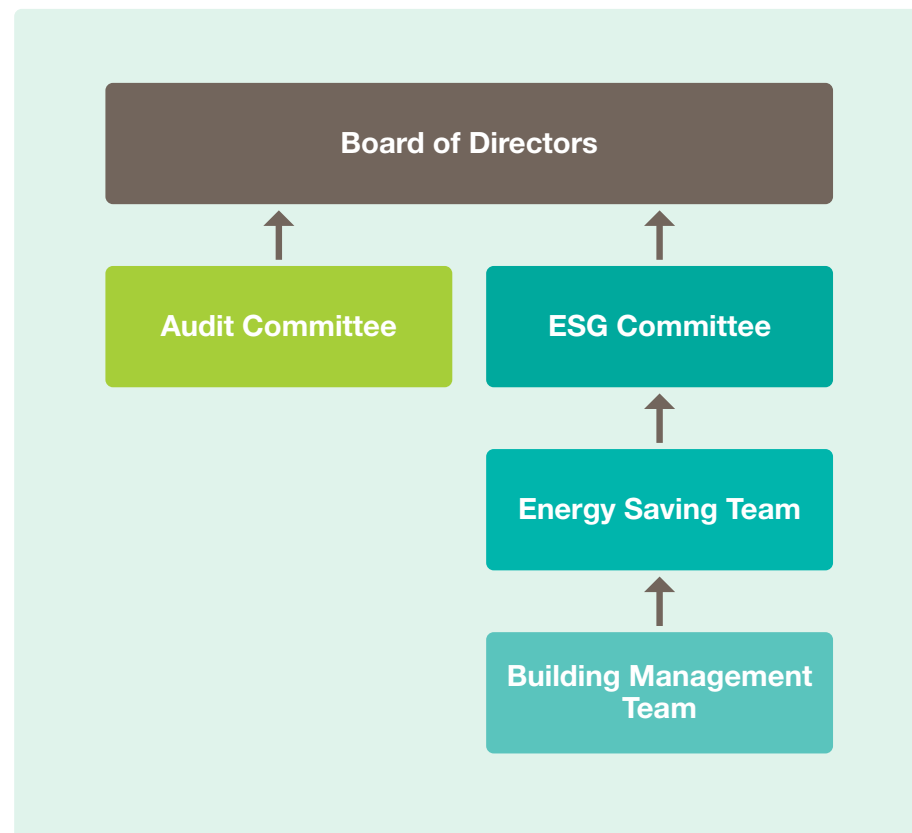 Board of Directors
Audit Committee
ESG Committee
Energy Saving Team
Building Management
Team